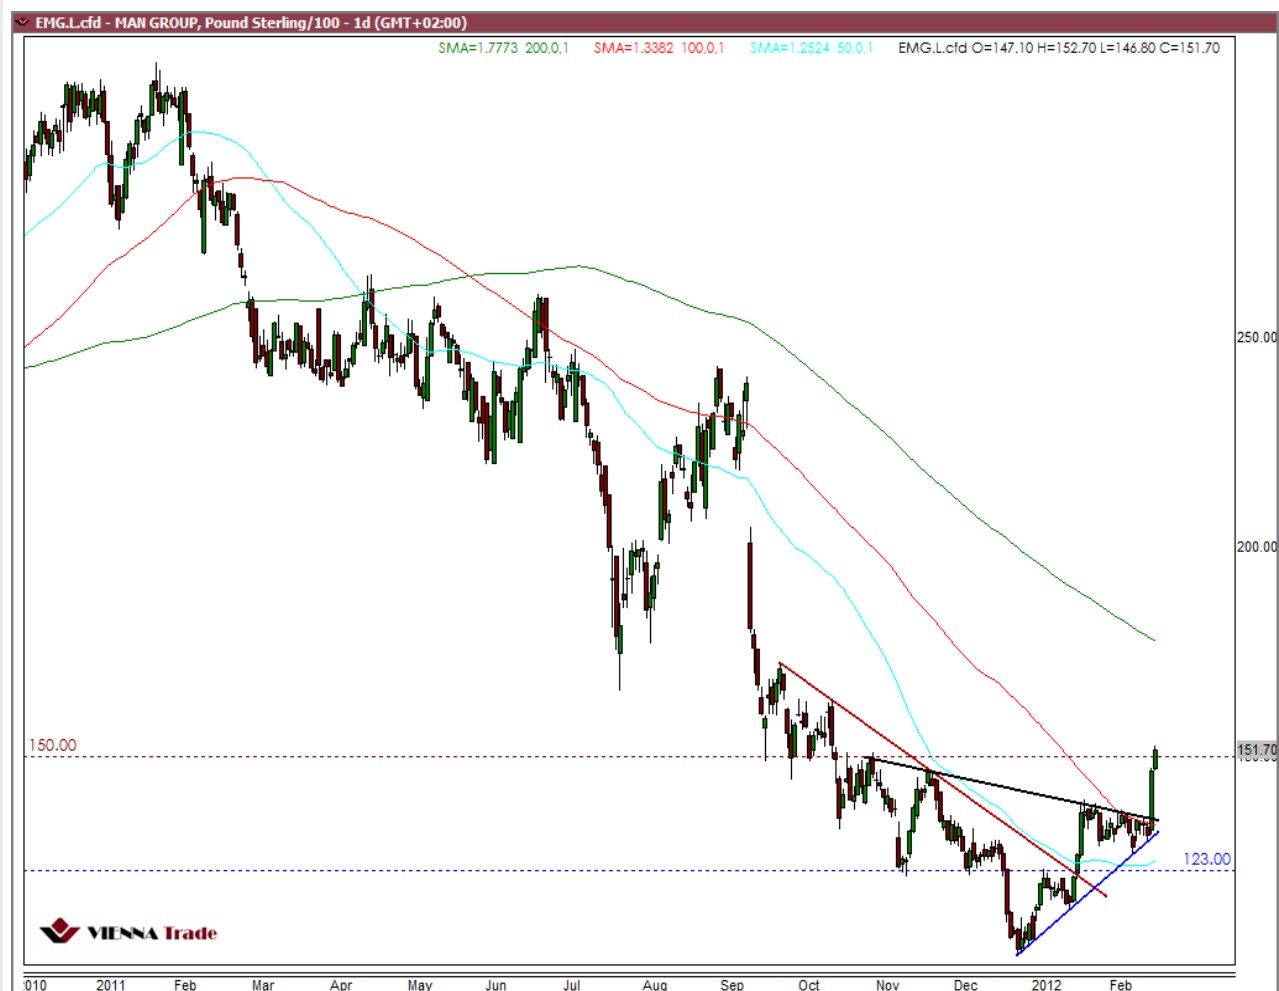 EMG.L.cfd - MAN GROUP, Pound Sterling/100 - 1d (GMT+02:00)
SMA=1.7773 200,0,1 SMA=1.3382 100,0,1 SMA=1.2524 50,0,1 EMG.L.cfd O=147.10 H=152.70 L=146.80 C=151.70
250.00
200.00
150.00
151.70
123.00
VIENNA Trade
2010 2011 Feb Mar Apr May Jun Jul Aug Sep Oct Nov Dec 2012 Feb